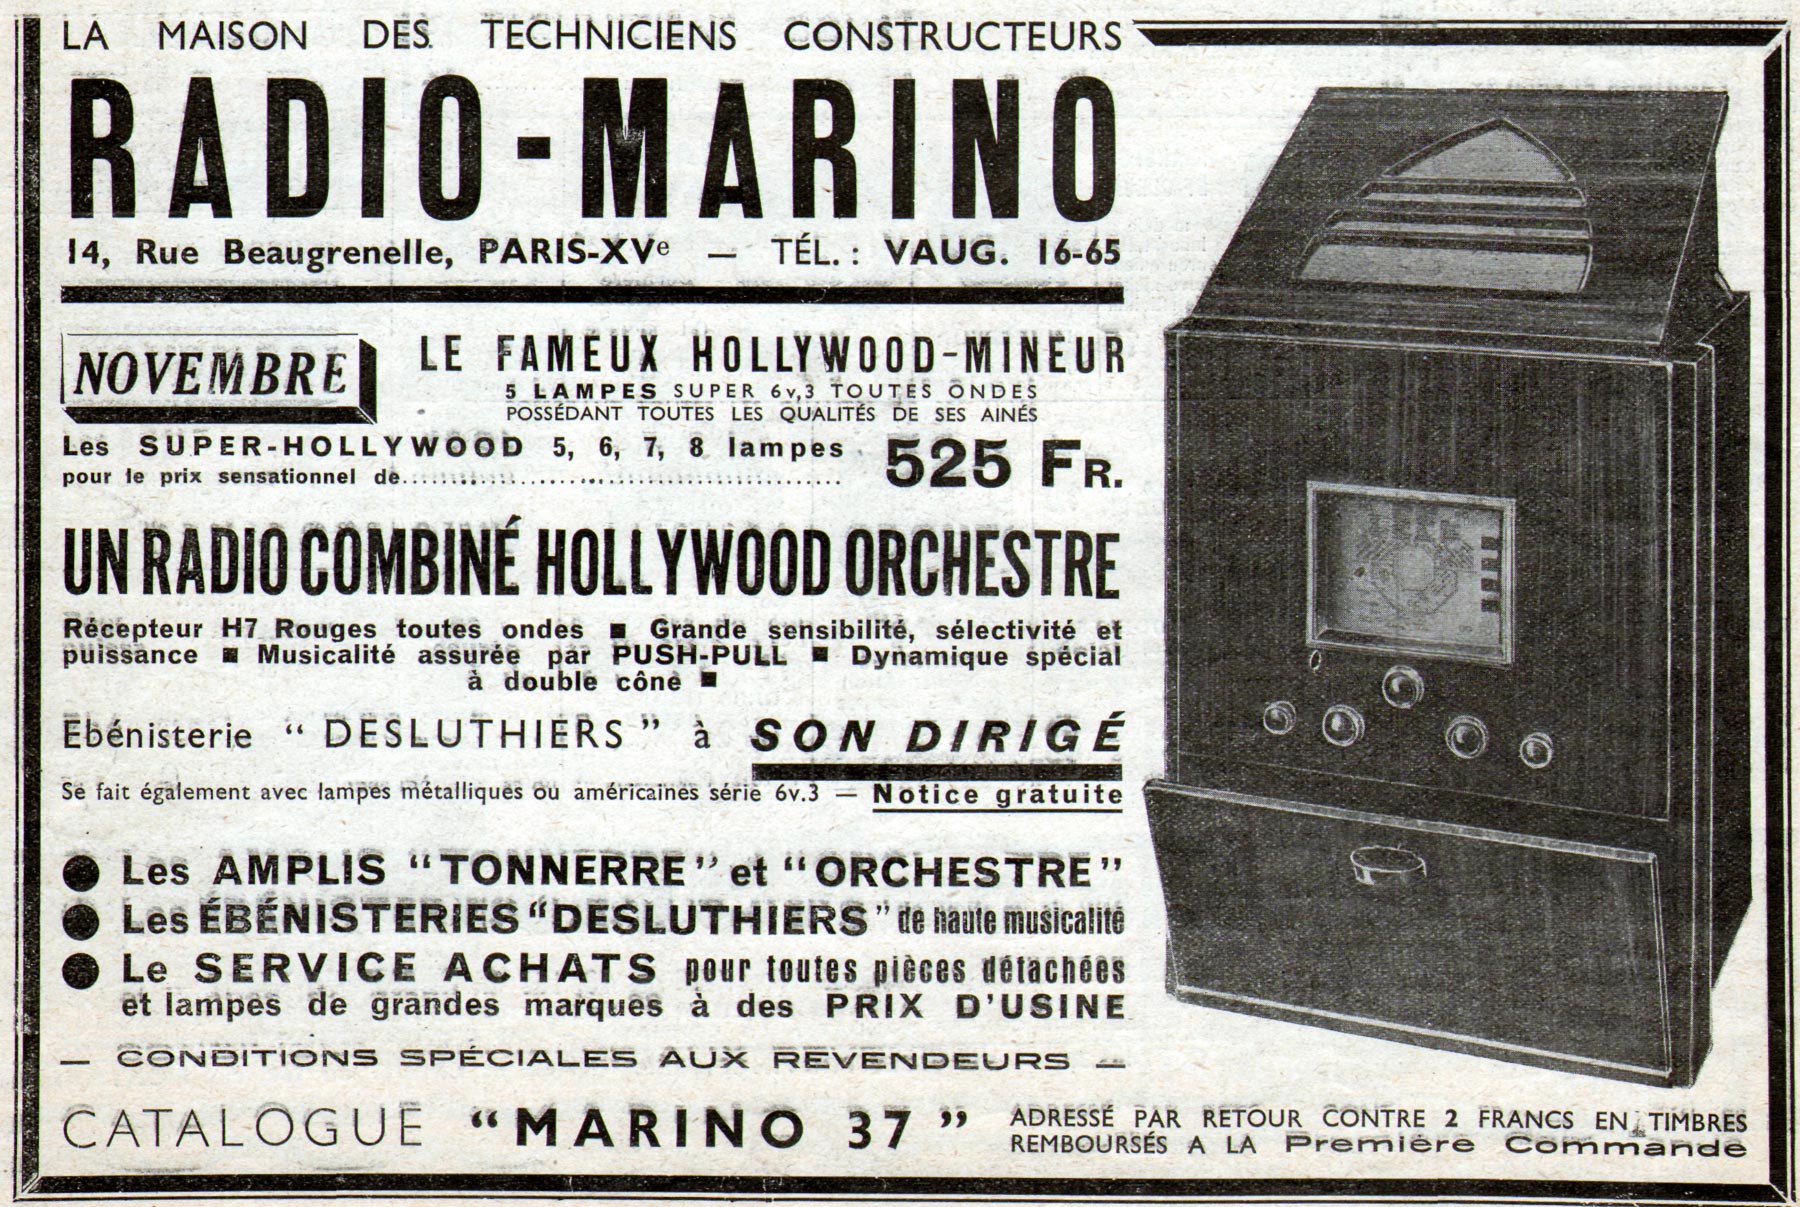 LA MAISON DES TECHNICIENS CONSTRUCTEURS
RADIO-MARINO
14, Rue Beaugrenelle, PARIS-XVe — TÉL. : VAUG. 16-65
NOVEMBRE
LE FAMEUX HOLLYWOOD-MINEUR
5 LAMPES SUPER 6v,3 TOUTES ONDES
POSSÉDANT TOUTES LES QUALITÉS DE SES AINÉS
Les SUPER-HOLLYWOOD 5, 6, 7, 8 lampes
pour le prix sensationnel de........................................ 525 FR.
UN RADIO COMBINÉ HOLLYWOOD ORCHESTRE
Récepteur H7 Rouges toutes ondes ■ Grande sensibilité, sélectivité et
puissance ■ Musicalité assurée par PUSH-PULL ■ Dynamique spécial
à double cône ■
Ebénisterie “ DESLUTHIERS ” à SON DIRIGÉ
Se fait également avec lampes métalliques ou américaines série 6v.3 — Notice gratuite
● Les AMPLIS “TONNERRE” et “ORCHESTRE”
● Les ÉBÉNISTERIES “DESLUTHIERS” de haute musicalité
● Le SERVICE ACHATS pour toutes pièces détachées
et lampes de grandes marques à des PRIX D'USINE
— CONDITIONS SPÉCIALES AUX REVENDEURS —
CATALOGUE “MARINO 37” ADRESSÉ PAR RETOUR CONTRE 2 FRANCS EN TIMBRES
REMBOURSÉS A LA Première Commande